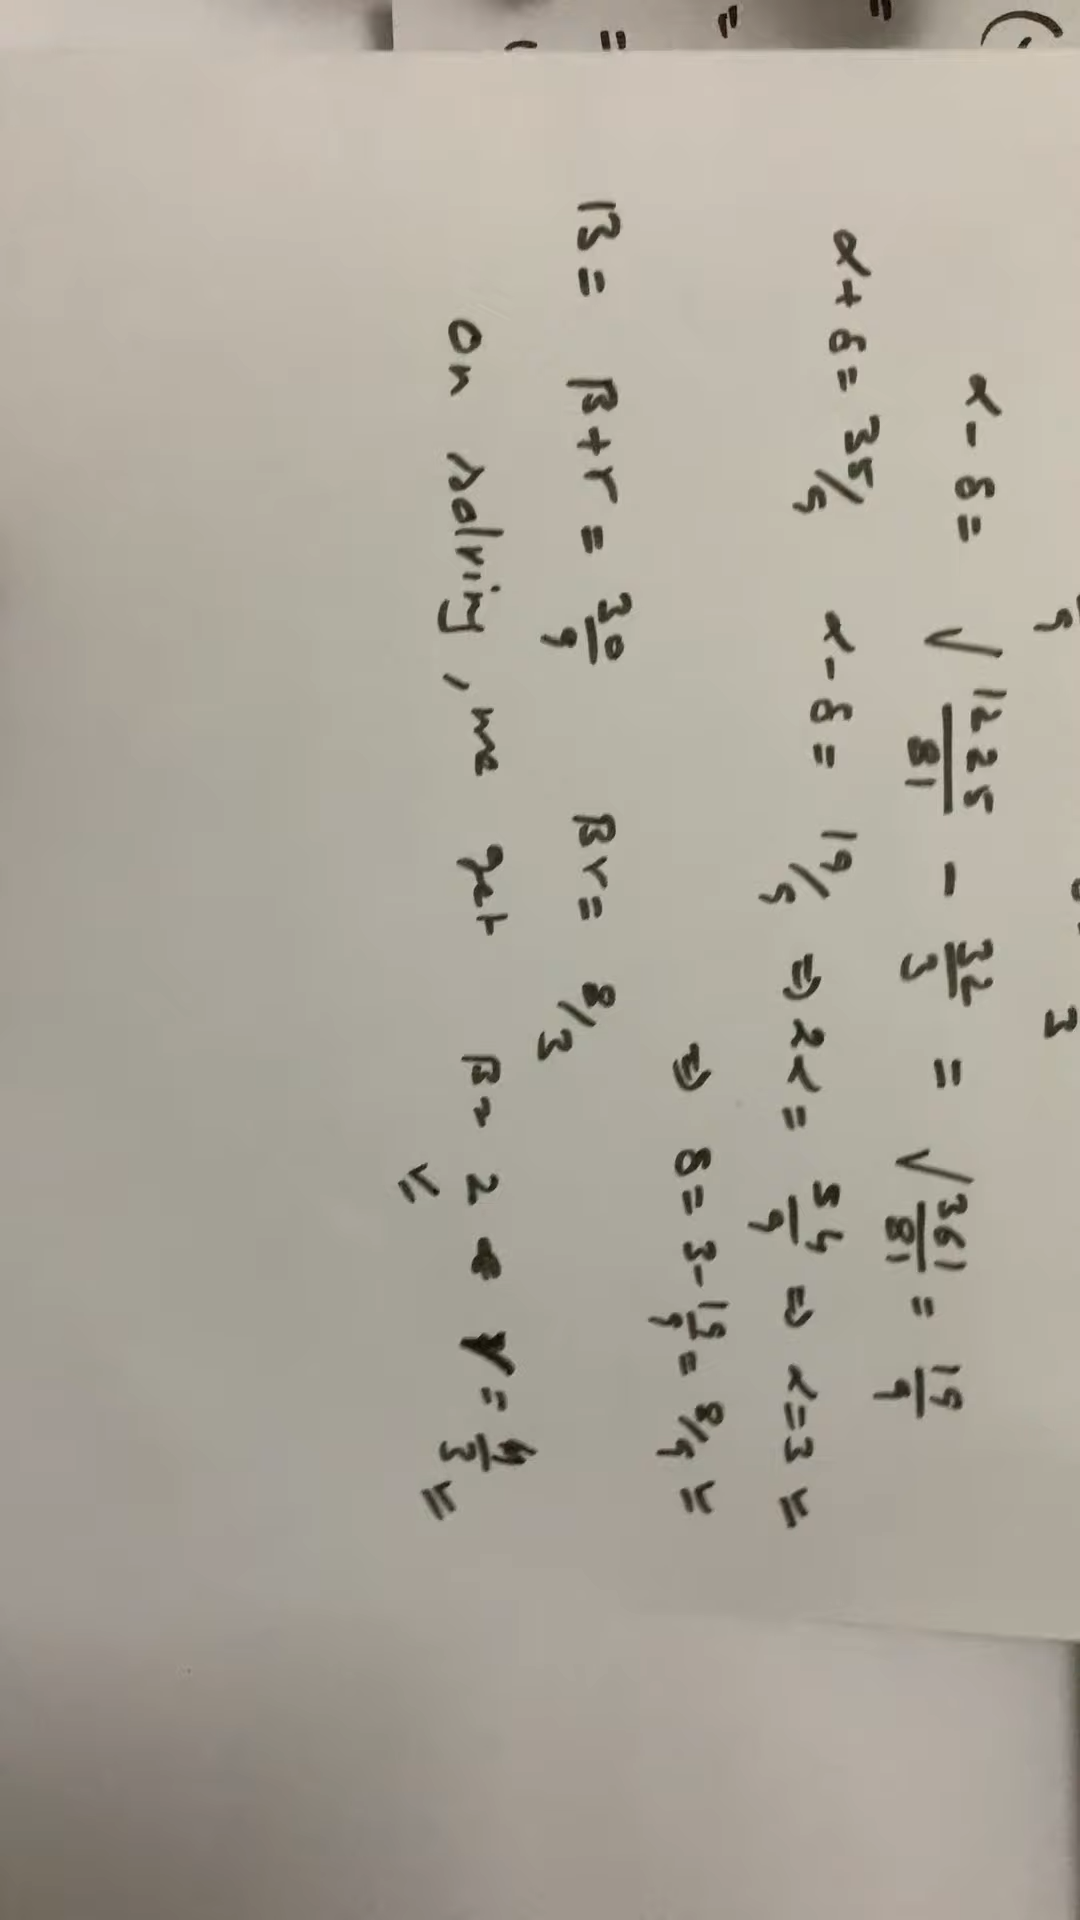 α - δ = √ 1225/81 - 32/3 = √ 361/81 = 19/9
α + δ = 35/9 α - δ = 19/9 ⇒ 2α = 54/9 ⇒ α = 3
⇒ δ = 3 - 19/9 = 8/9
13 = β + γ = 30/9 βγ = 8/3
on solving, we get β = 2 γ = 4/3